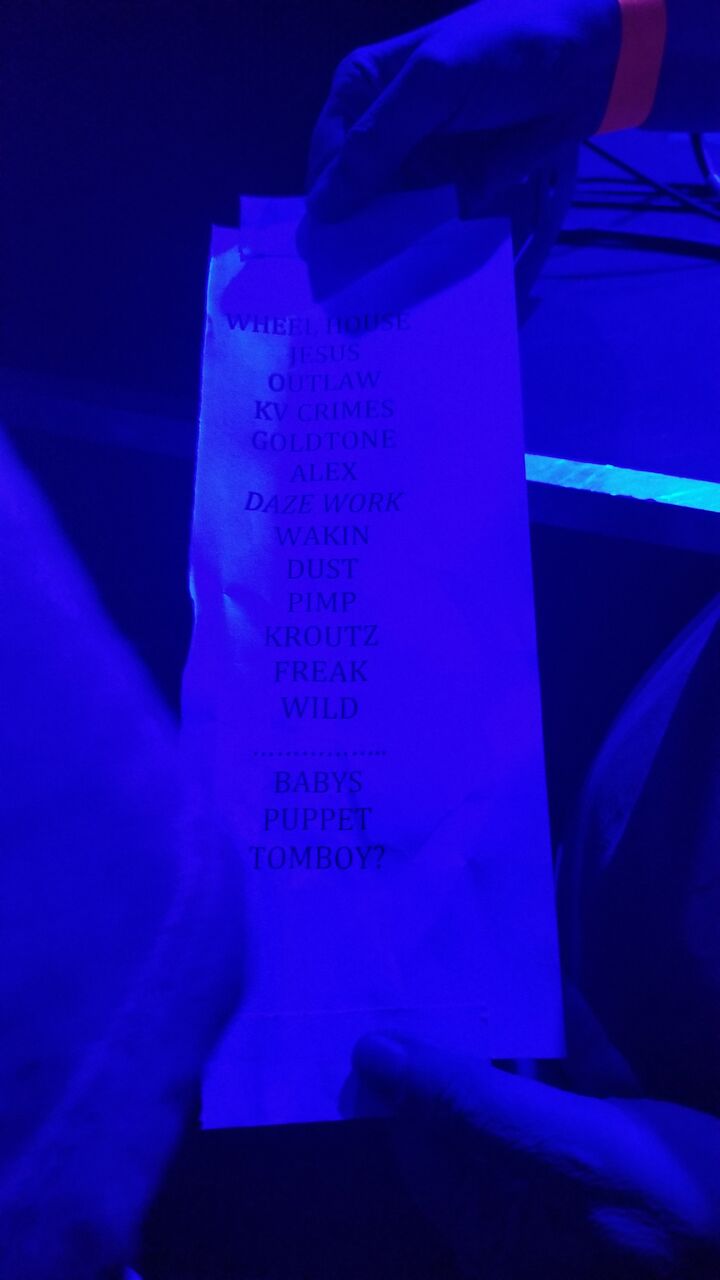 WHEEL HOUSE
JESUS
OUTLAW
KV CRIMES
GOLDTONE
ALEX
DAZE WORK
WAKIN
DUST
PIMP
KROUTZ
FREAK
WILD
..................
BABYS
PUPPET
TOMBOY?